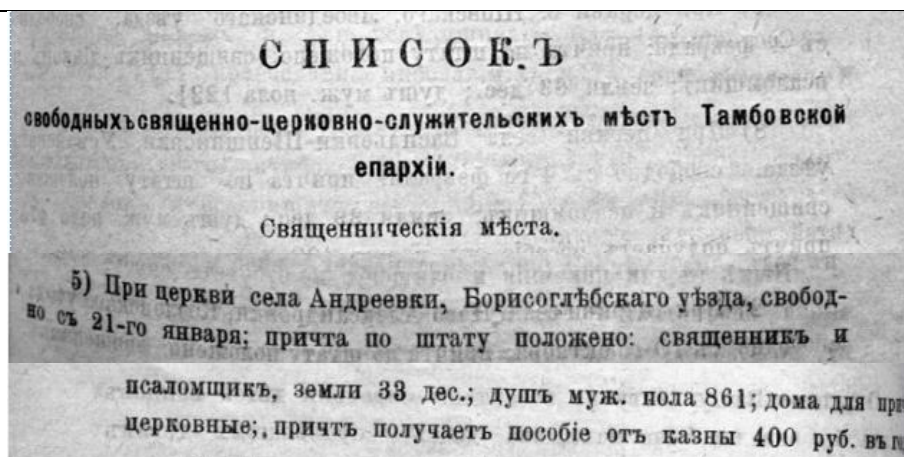 СПИСОКЪ
свободныхъ священно-церковно-служительскихъ мѣстъ Тамбовской
епархіи.
Священническія мѣста.
5) При церкви села Андреевки, Борисоглѣбскаго уѣзда, свобод-
но съ 21-го января; причта по штату положено: священникъ и
псаломщикъ, земли 33 дес.; душъ муж. пола 861; дома для
церковные; причтъ получаетъ пособіе отъ казны 400 руб. въ